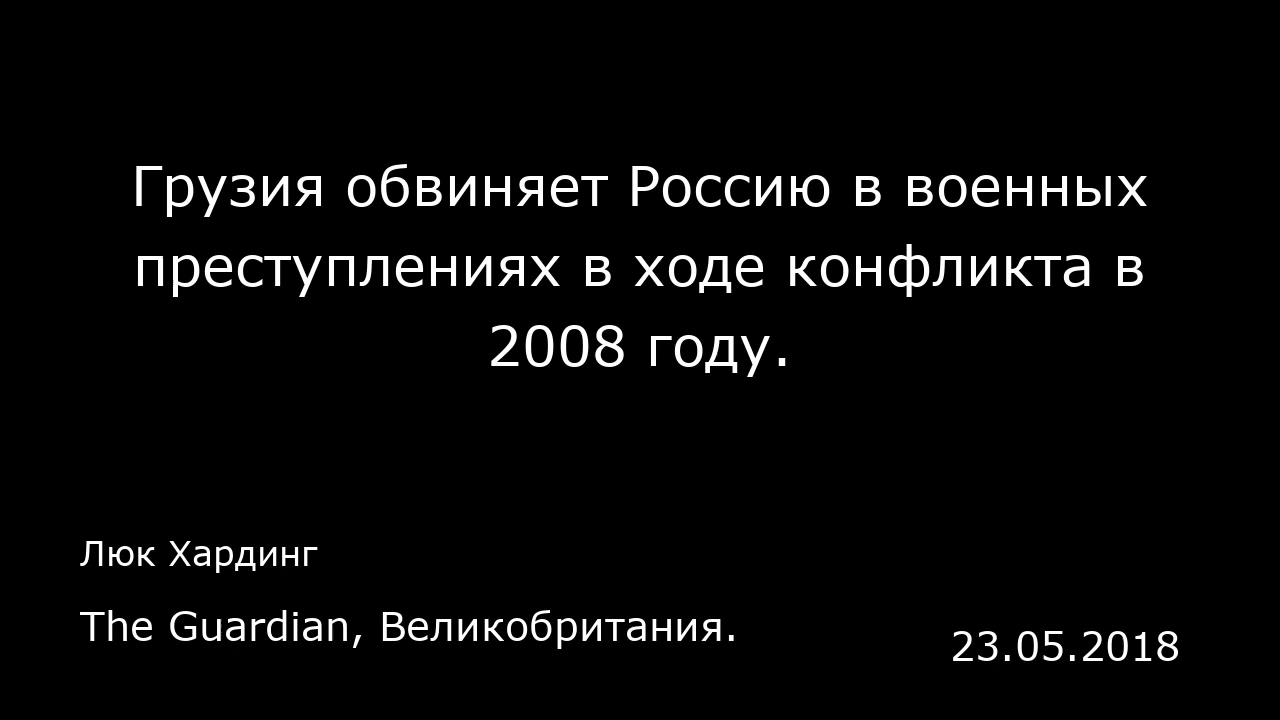 Грузия обвиняет Россию в военных
преступлениях в ходе конфликта в
2008 году.
Люк Хардинг
The Guardian, Великобритания.
23.05.2018